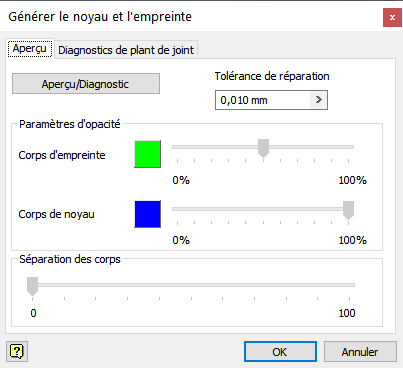 Générer le noyau et l'empreinte
x
Aperçu
Diagnostics de plant de joint
Aperçu/Diagnostic
Tolérance de réparation
0,010 mm
>
Paramètres d'opacité
Corps d'empreinte
0%
100%
Corps de noyau
0%
100%
Séparation des corps
0
100
?
OK
Annuler